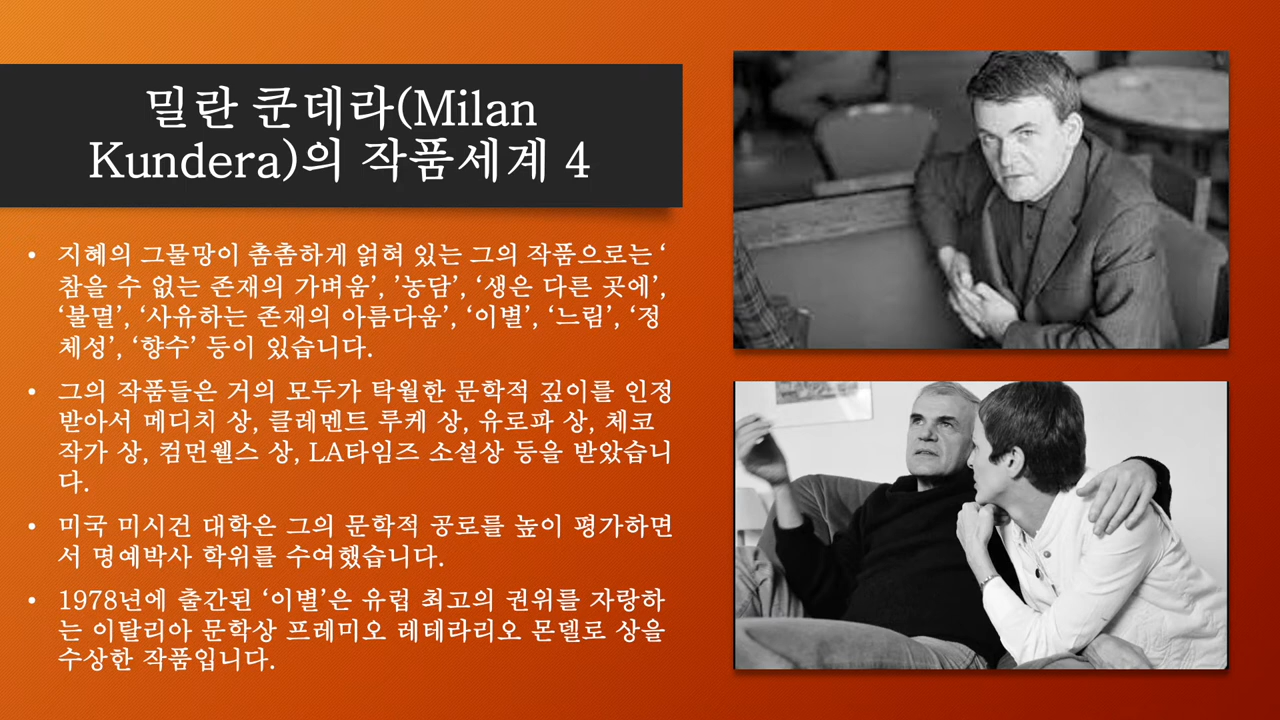 밀란 쿤데라(Milan
Kundera)의 작품세계 4
• 지혜의 그물망이 촘촘하게 얽혀 있는 그의 작품으로는 ‘
참을 수 없는 존재의 가벼움’, ’농담’, ‘생은 다른 곳에’,
‘불멸’, ‘사유하는 존재의 아름다움’, ‘이별’, ‘느림’, ‘정
체성’, ‘향수’ 등이 있습니다.
• 그의 작품들은 거의 모두가 탁월한 문학적 깊이를 인정
받아서 메디치 상, 클레멘트 루케 상, 유로파 상, 체코
작가 상, 컴먼웰스 상, LA타임즈 소설상 등을 받았습니
다.
• 미국 미시건 대학은 그의 문학적 공로를 높이 평가하면
서 명예박사 학위를 수여했습니다.
• 1978년에 출간된 ‘이별’은 유럽 최고의 권위를 자랑하
는 이탈리아 문학상 프레미오 레테라리오 몬델로 상을
수상한 작품입니다.